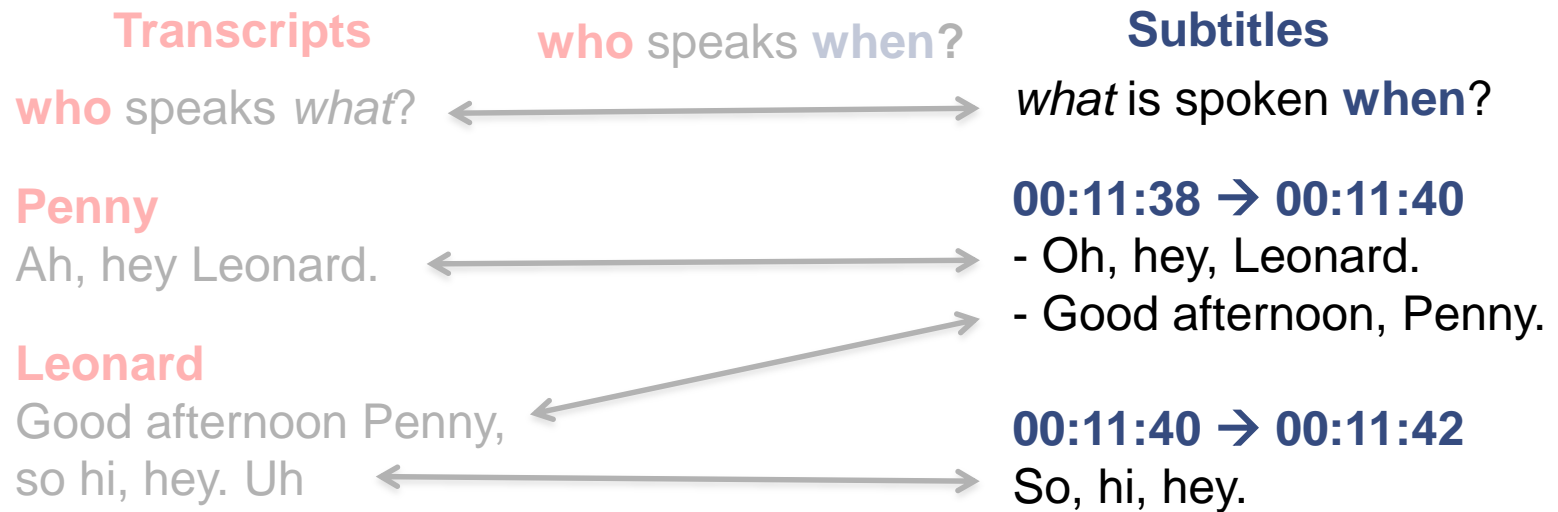 Transcripts
who speaks what?
Penny
Ah, hey Leonard.
Leonard
Good afternoon Penny,
so hi, hey. Uh
who speaks when?
Subtitles
what is spoken when?
00:11:38 → 00:11:40
- Oh, hey, Leonard.
- Good afternoon, Penny.
00:11:40 → 00:11:42
So, hi, hey.